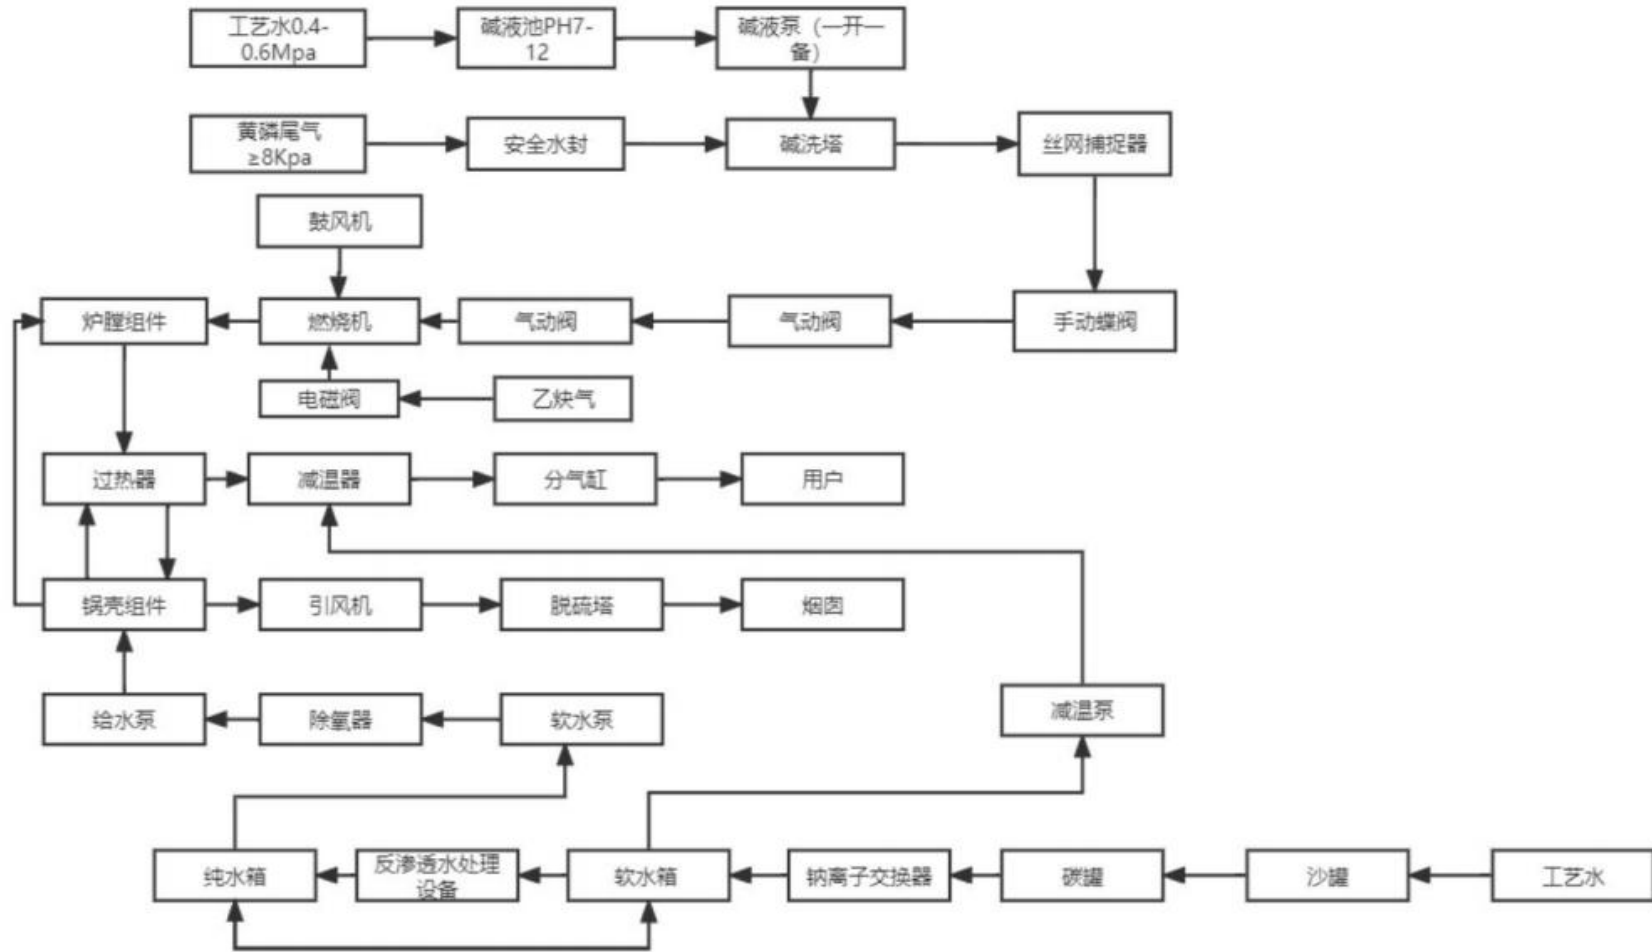 工艺水0.4-
0.6Mpa
碱液池PH7-
12
碱液泵（一开一
备）
黄磷尾气
≥8Kpa
安全水封
碱洗塔
丝网捕捉器
鼓风机
炉膛组件
燃烧机
气动阀
气动阀
手动蝶阀
电磁阀
乙炔气
过热器
减温器
分气缸
用户
锅壳组件
引风机
脱硫塔
烟囱
给水泵
除氧器
软水泵
减温泵
纯水箱
反渗透水处理
设备
软水箱
钠离子交换器
碳罐
沙罐
工艺水